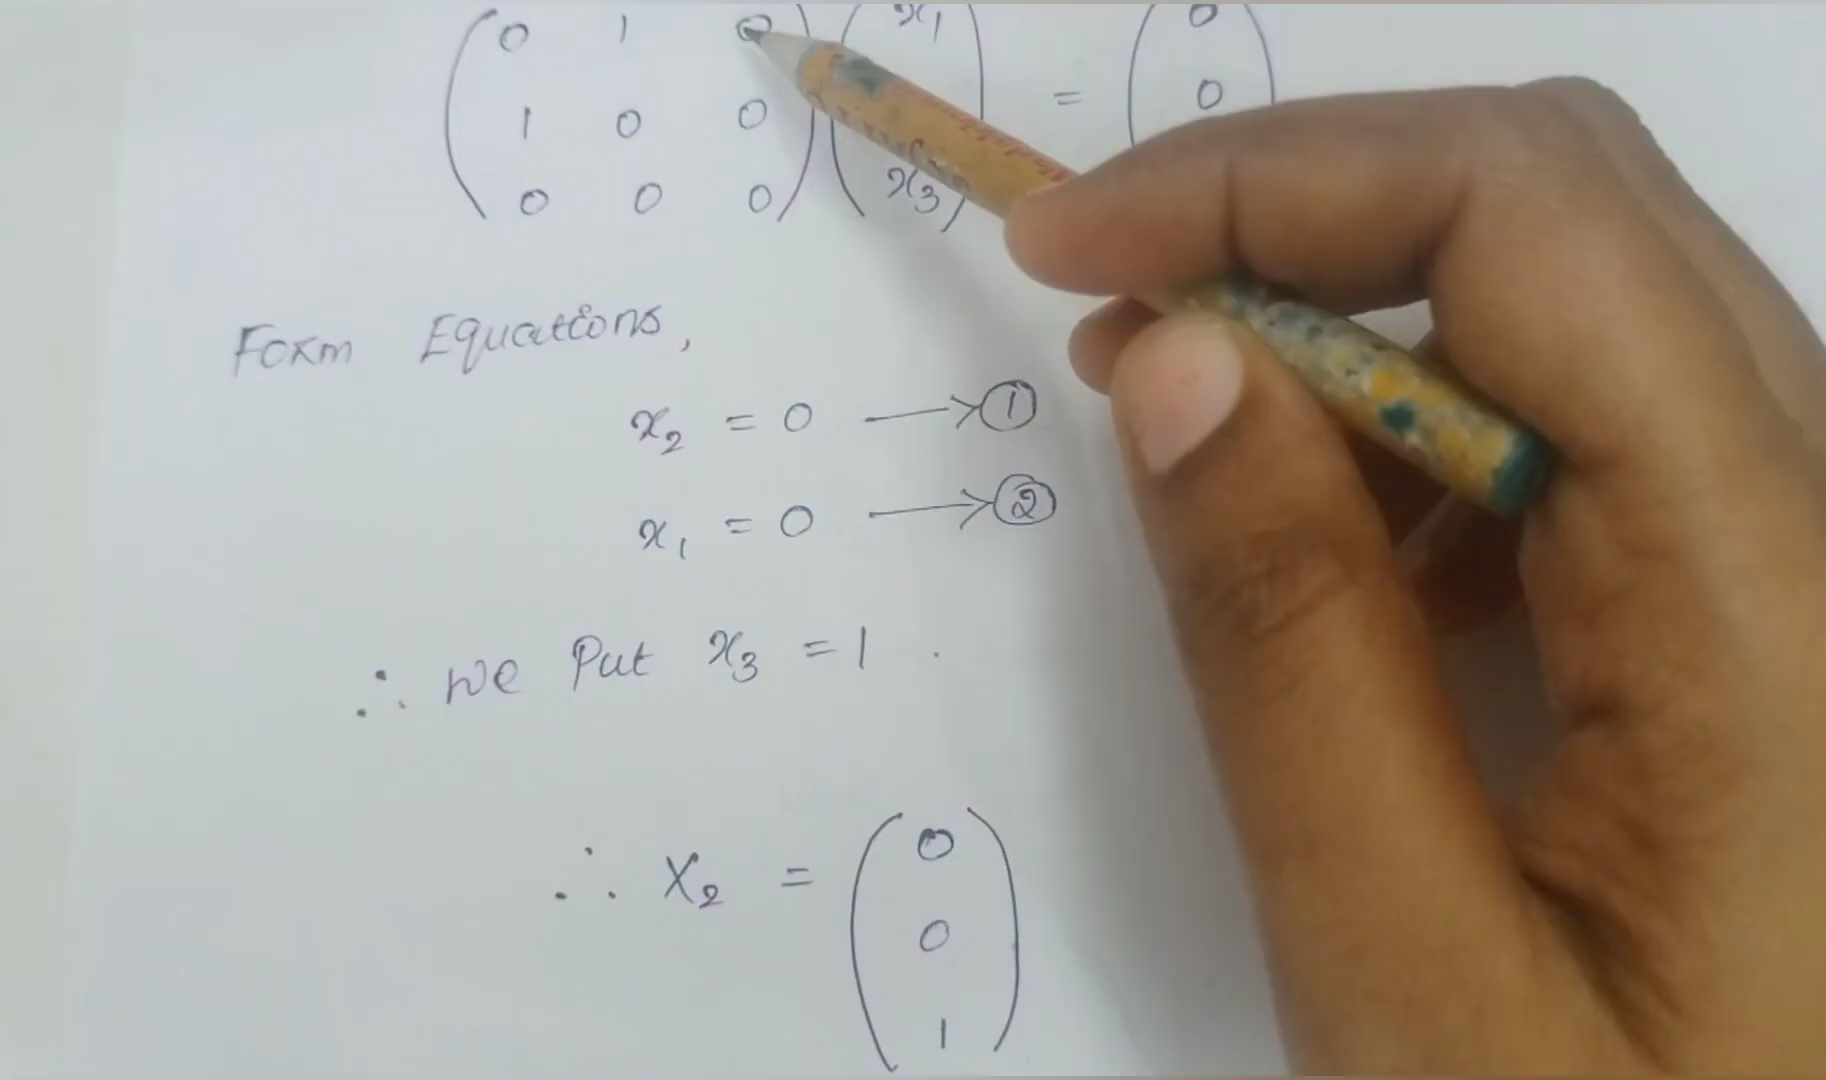 0 1 0 x1 0
1 0 0 = 0
0 0 0 x3
Form Equations,
x2 = 0 → 1
x1 = 0 → 2
∴ we Put x3 = 1 .
∴ X2 = 0
0
1